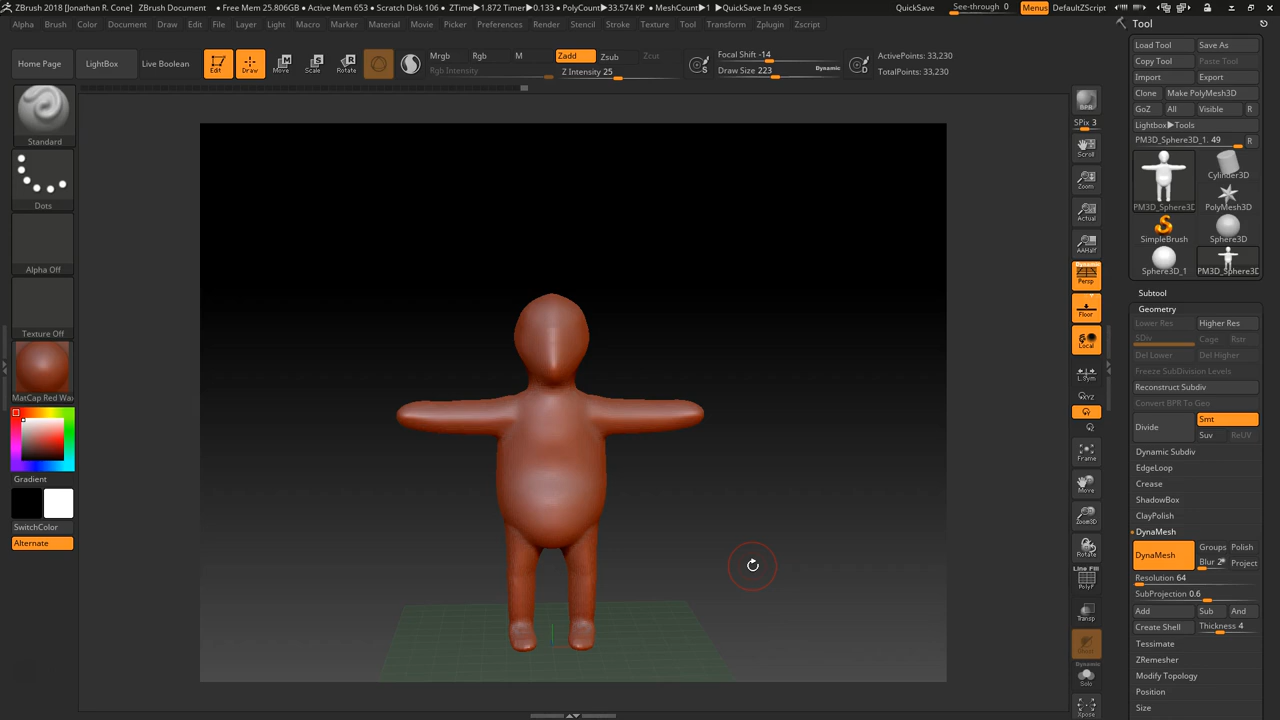 ZBrush 2018 [Jonathan R. Cone] ZBrush Document • Free Mem 25.806GB • Active Mem 653 • Scratch Disk 106 • ZTime►1.872 Timer►0.133 • PolyCount►33.574 KP • MeshCount►1 •QuickSave In 49 Secs QuickSave See-through 0 Menus DefaultZScript
Alpha Brush Color Document Draw Edit File Layer Light Macro Marker Material Movie Picker Preferences Render Stencil Stroke Texture Tool Transform Zplugin Zscript Tool
Load Tool Save As
Home Page LightBox Live Boolean Edit Draw Move Scale Rotate Mrgb Rgb M Zadd Zsub Zcut Focal Shift -14 ActivePoints: 33,230
Rgb Intensity Z Intensity 25 Draw Size 223 Dynamic TotalPoints: 33,230
Copy Tool Paste Tool
Import Export
Clone Make PolyMesh3D
GoZ All Visible R
BPR
SPix 3
Lightbox►Tools
PM3D_Sphere3D_1. 49 R
Standard
Scroll
Cylinder3D
Zoom
Dots
PM3D_Sphere3D PolyMesh3D
Actual
SimpleBrush Sphere3D
AAHalf
Alpha Off
Dynamic
Persp
Sphere3D_1 PM3D_Sphere3D
Subtool
Floor
Geometry
Lower Res Higher Res
Texture Off
Local
SDiv Cage Rstr
Del Lower Del Higher
L.Sym
Freeze SubDivision Levels
Reconstruct Subdiv
MatCap Red Wax
XYZ
Convert BPR To Geo
Y
Smt
Divide
Z
Suv ReUV
Dynamic Subdiv
Frame
EdgeLoop
Gradient
Crease
Move
ShadowBox
ClayPolish
Zoom3D
SwitchColor
DynaMesh
Alternate
Rotate
DynaMesh Groups Polish
Blur 2 Project
Line Fill
PolyF
Resolution 64
SubProjection 0.6
Transp
Add Sub And
Create Shell Thickness 4
Ghost
Tessimate
Dynamic
ZRemesher
Solo
Modify Topology
Position
Xpose
Size